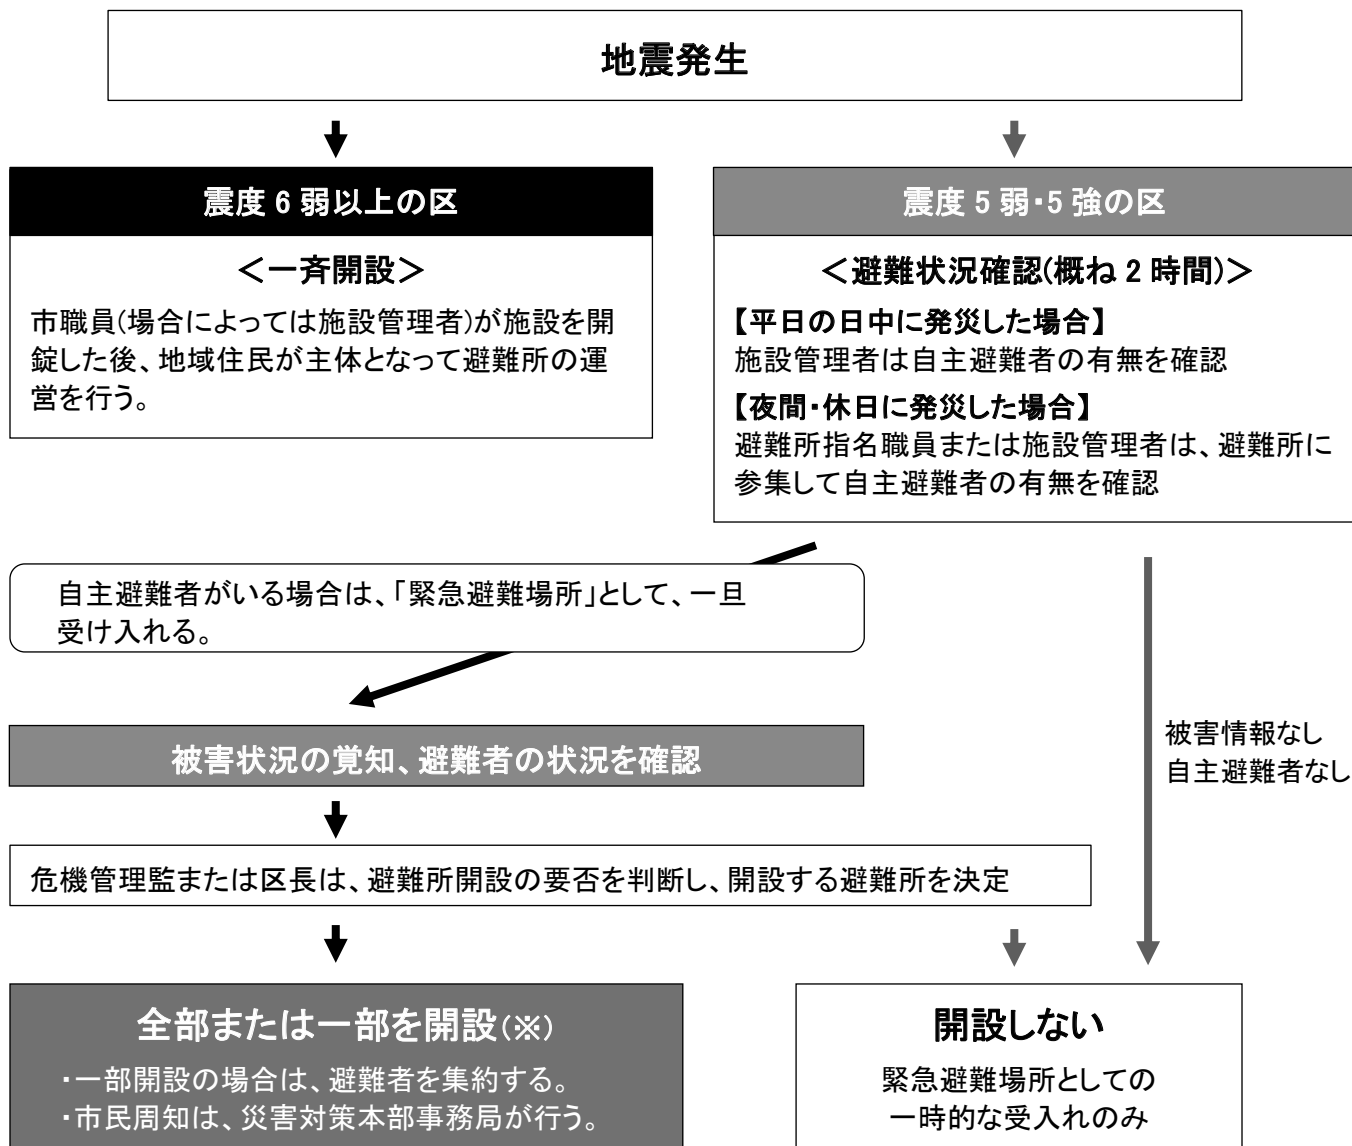 地震発生
震度 6 弱以上の区
＜一斉開設＞
市職員(場合によっては施設管理者)が施設を開
錠した後、地域住民が主体となって避難所の運
営を行う。
震度 5 弱・5 強の区
＜避難状況確認(概ね 2 時間)＞
【平日の日中に発災した場合】
施設管理者は自主避難者の有無を確認
【夜間・休日に発災した場合】
避難所指名職員または施設管理者は、避難所に
参集して自主避難者の有無を確認
自主避難者がいる場合は、「緊急避難場所」として、一旦
受け入れる。
被害状況の覚知、避難者の状況を確認
被害情報なし
自主避難者なし
危機管理監または区長は、避難所開設の要否を判断し、開設する避難所を決定
全部または一部を開設(※)
・一部開設の場合は、避難者を集約する。
・市民周知は、災害対策本部事務局が行う。
開設しない
緊急避難場所としての
一時的な受入れのみ